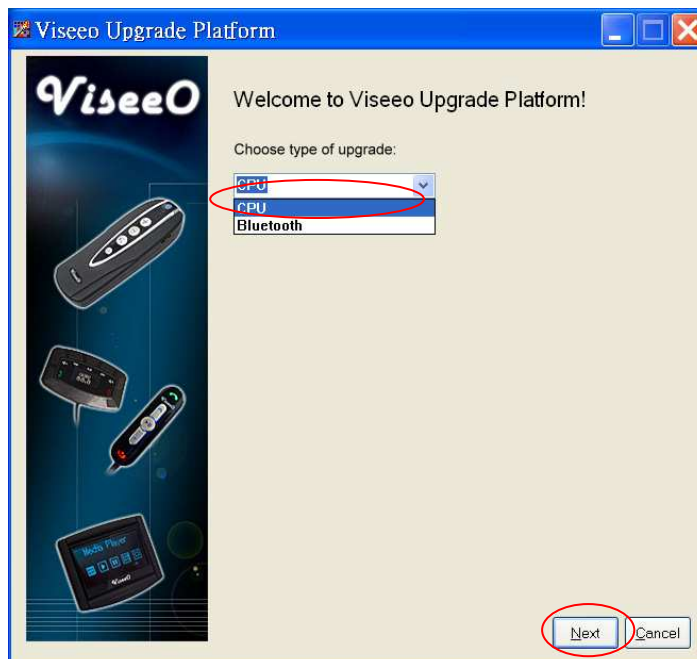 Viseeo Upgrade Platform
ViseeO
Welcome to Viseeo Upgrade Platform!
Choose type of upgrade:
CPU
CPU
Bluetooth
Media Player
ViseeO
Next
Cancel